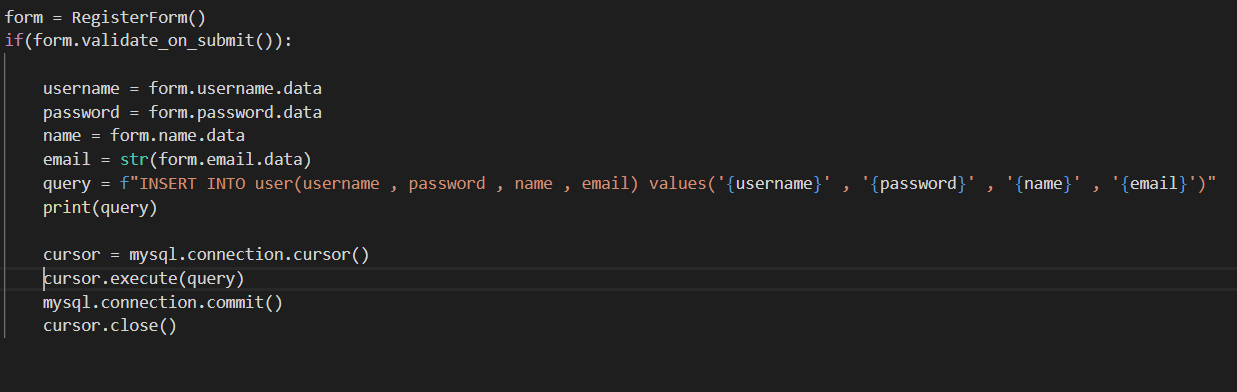 form = RegisterForm()
if(form.validate_on_submit()):
username = form.username.data
password = form.password.data
name = form.name.data
email = str(form.email.data)
query = f"INSERT INTO user(username , password , name , email) values('{username}' , '{password}' , '{name}' , '{email}')"
print(query)
cursor = mysql.connection.cursor()
cursor.execute(query)
mysql.connection.commit()
cursor.close()